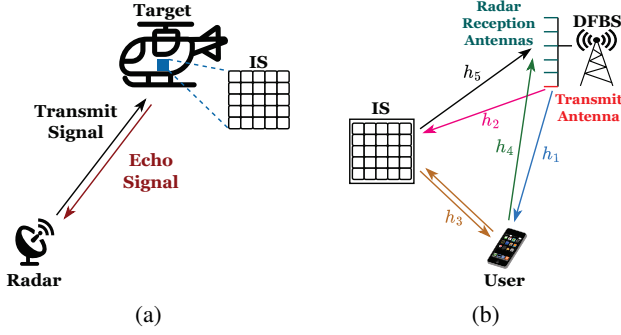 Target
IS
Transmit
Signal
Echo
Signal
Radar
(a)
Radar
Reception
Antennas
DFBS
Transmit
Antenna
IS
h₅
h₂
h₄
h₁
h₃
User
(b)